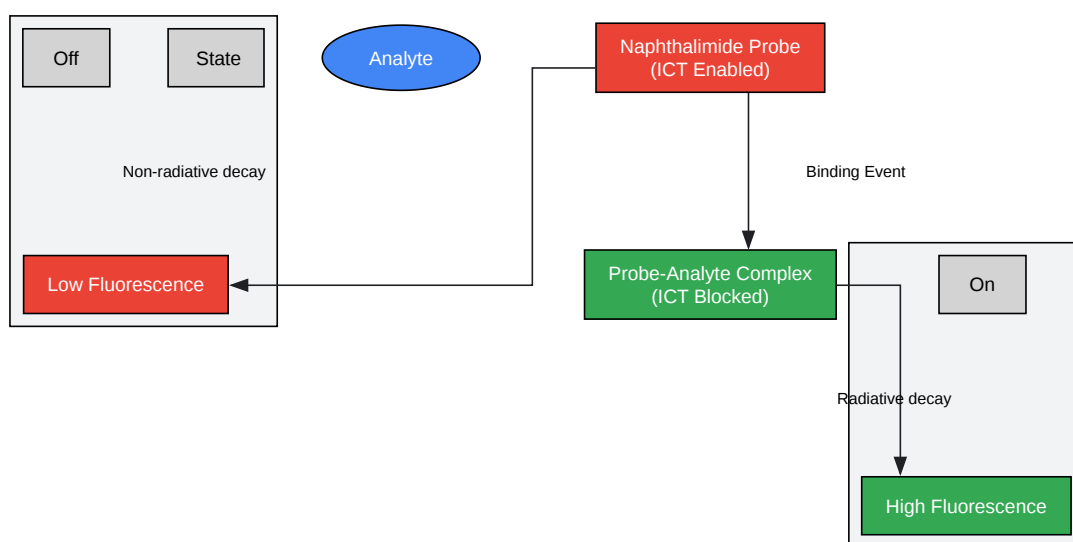 Off
State
Analyte
Naphthalimide Probe
(ICT Enabled)
Non-radiative decay
Binding Event
Low Fluorescence
Probe-Analyte Complex
(ICT Blocked)
On
Radiative decay
High Fluorescence